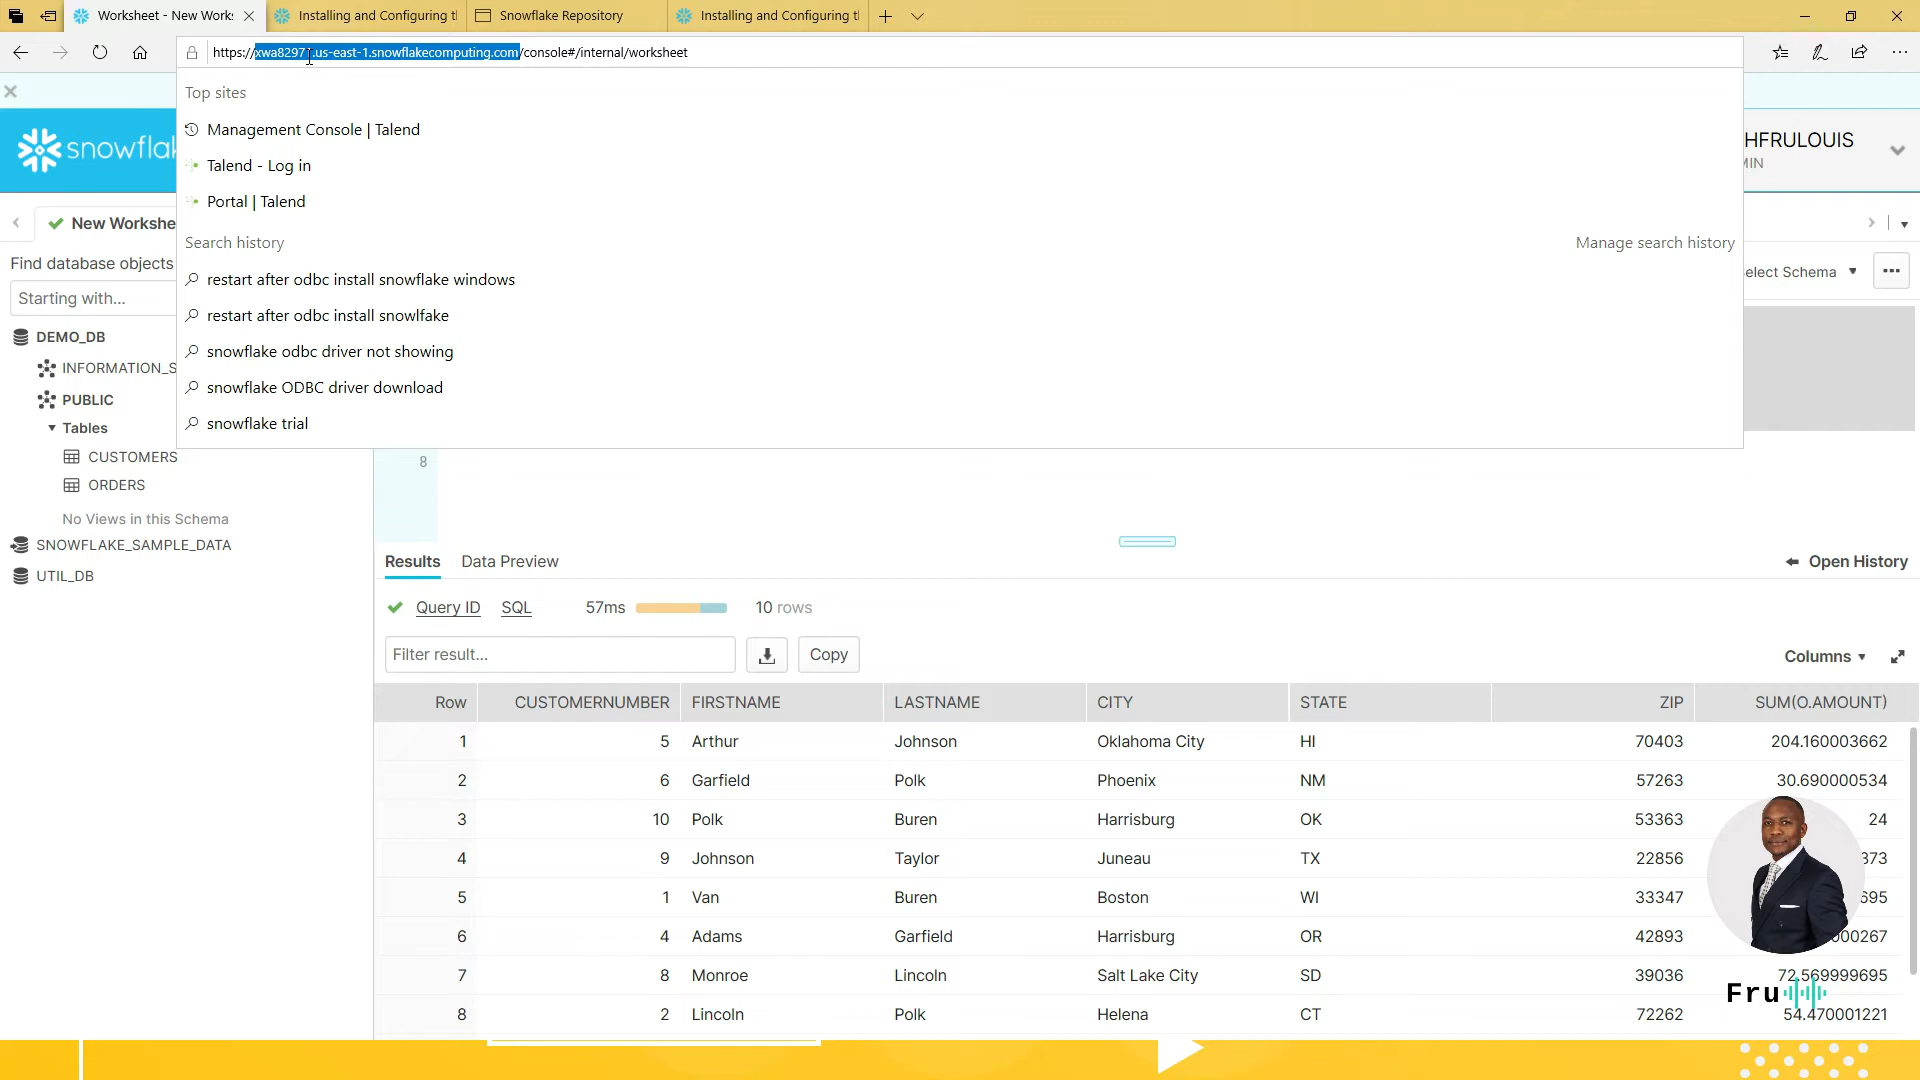 Worksheet - New Works
Installing and Configuring t
Snowflake Repository
Installing and Configuring th
https://xwa82971.us-east-1.snowflakecomputing.com/console#/internal/worksheet
Top sites
Management Console | Talend
Talend - Log in
Portal | Talend
Search history
Manage search history
restart after odbc install snowflake windows
restart after odbc install snowlfake
snowflake odbc driver not showing
snowflake ODBC driver download
snowflake trial
snowflak
HFRULOUIS
MIN
New Workshe
Find database objects
Starting with...
elect Schema
DEMO_DB
INFORMATION_S
PUBLIC
Tables
CUSTOMERS
ORDERS
No Views in this Schema
SNOWFLAKE_SAMPLE_DATA
UTIL_DB
8
Results Data Preview
Open History
Query ID SQL 57ms 10 rows
Filter result... Copy
Columns
Row CUSTOMERNUMBER FIRSTNAME LASTNAME CITY STATE ZIP SUM(O.AMOUNT)
1 5 Arthur Johnson Oklahoma City HI 70403 204.160003662
2 6 Garfield Polk Phoenix NM 57263 30.690000534
3 10 Polk Buren Harrisburg OK 53363 24
4 9 Johnson Taylor Juneau TX 22856 373
5 1 Van Buren Boston WI 33347 695
6 4 Adams Garfield Harrisburg OR 42893 000267
7 8 Monroe Lincoln Salt Lake City SD 39036 72.569999695
8 2 Lincoln Polk Helena CT 72262 54.470001221
Fru